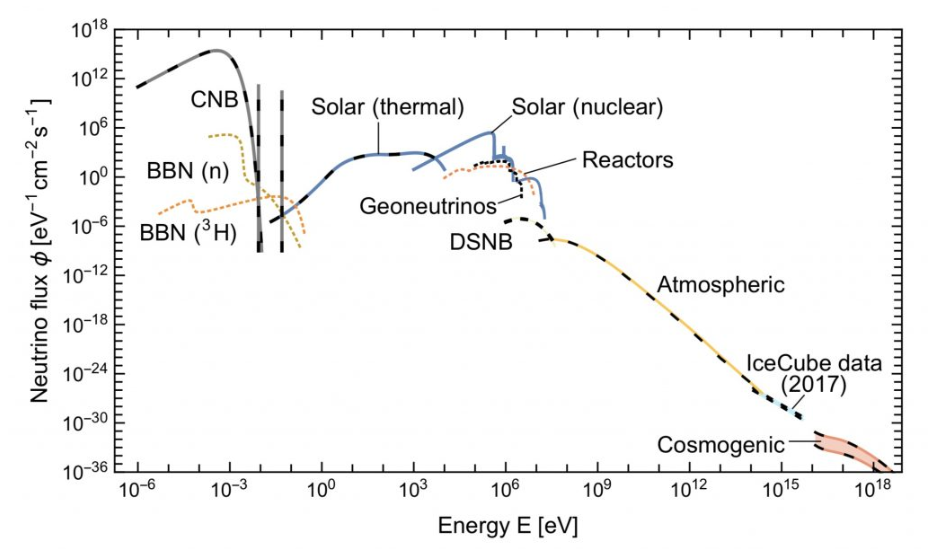 10^18
10^12
10^6
10^0
10^−6
10^−12
10^−18
10^−24
10^−30
10^−36
Neutrino flux ϕ [eV^−1 cm^−2 s^−1]
CNB
Solar (thermal)
Solar (nuclear)
BBN (n)
Reactors
Geoneutrinos
BBN (^3H)
DSNB
Atmospheric
IceCube data
(2017)
Cosmogenic
10^−6
10^−3
10^0
10^3
10^6
10^9
10^12
10^15
10^18
Energy E [eV]